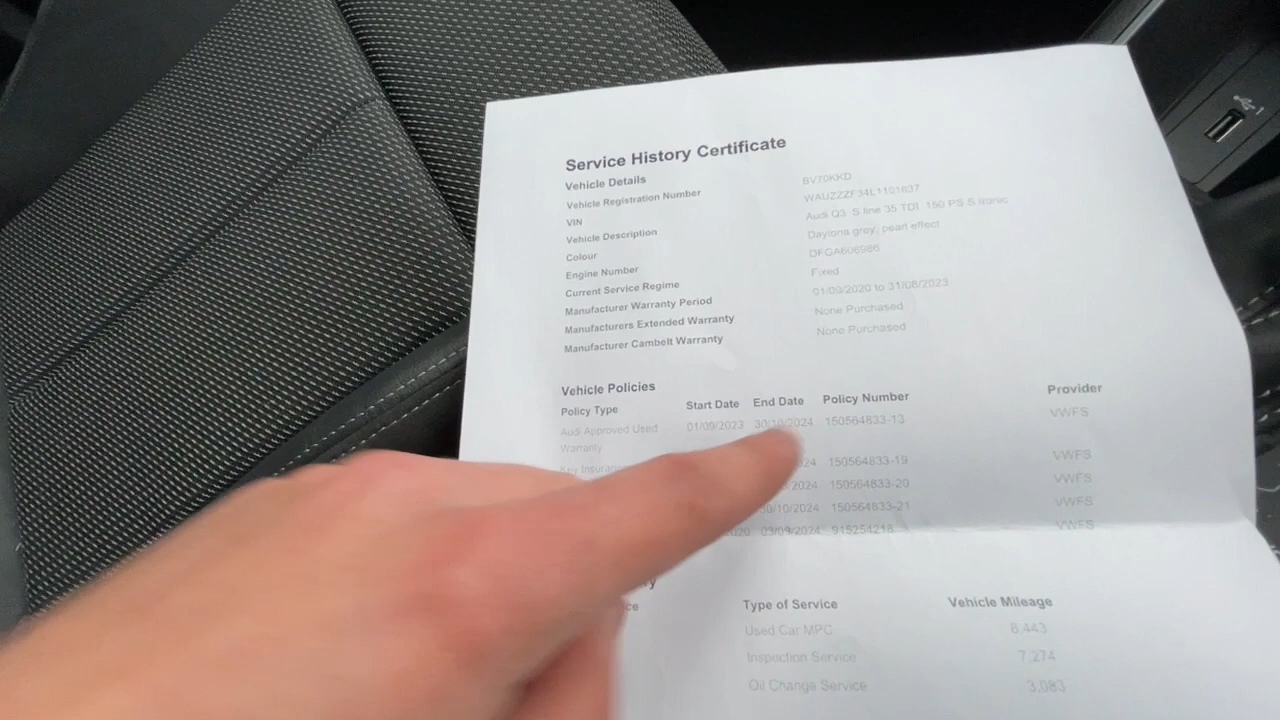 Service History Certificate
Vehicle Details
Vehicle Registration Number BV70KKD
VIN WAUZZZF34L1101637
Vehicle Description Audi Q3 S line 35 TDI 150 PS S tronic
Colour Daytona grey, pearl effect
Engine Number DFGA606986
Current Service Regime Fixed
Manufacturer Warranty Period 01/09/2020 to 31/08/2023
Manufacturers Extended Warranty None Purchased
Manufacturer Cambelt Warranty None Purchased
Vehicle Policies
Policy Type Start Date End Date Policy Number Provider
Audi Approved Used 01/09/2023 30/10/2024 150564833-13 VWFS
Warranty
Key 150564833-19 VWFS
2024 150564833-20 VWFS
30/10/2024 150564833-21 VWFS
03/09/2024 915254218 VWFS
Type of Service Vehicle Mileage
Used Car MPC 8,443
Inspection Service 7,274
Oil Change Service 3,083